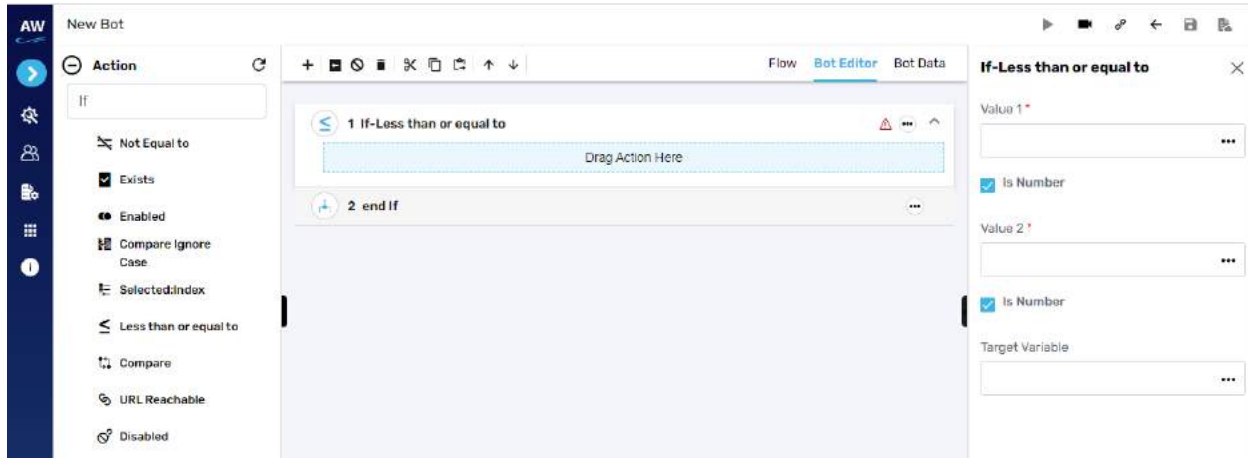 AW
New Bot
Action
If
Not Equal to
Exists
Enabled
Compare Ignore
Case
Selected:Index
Less than or equal to
Compare
URL Reachable
Disabled
Flow Bot Editor Bot Data
1 If-Less than or equal to
Drag Action Here
2 end If
If-Less than or equal to
Value 1*
Is Number
Value 2 *
Is Number
Target Variable